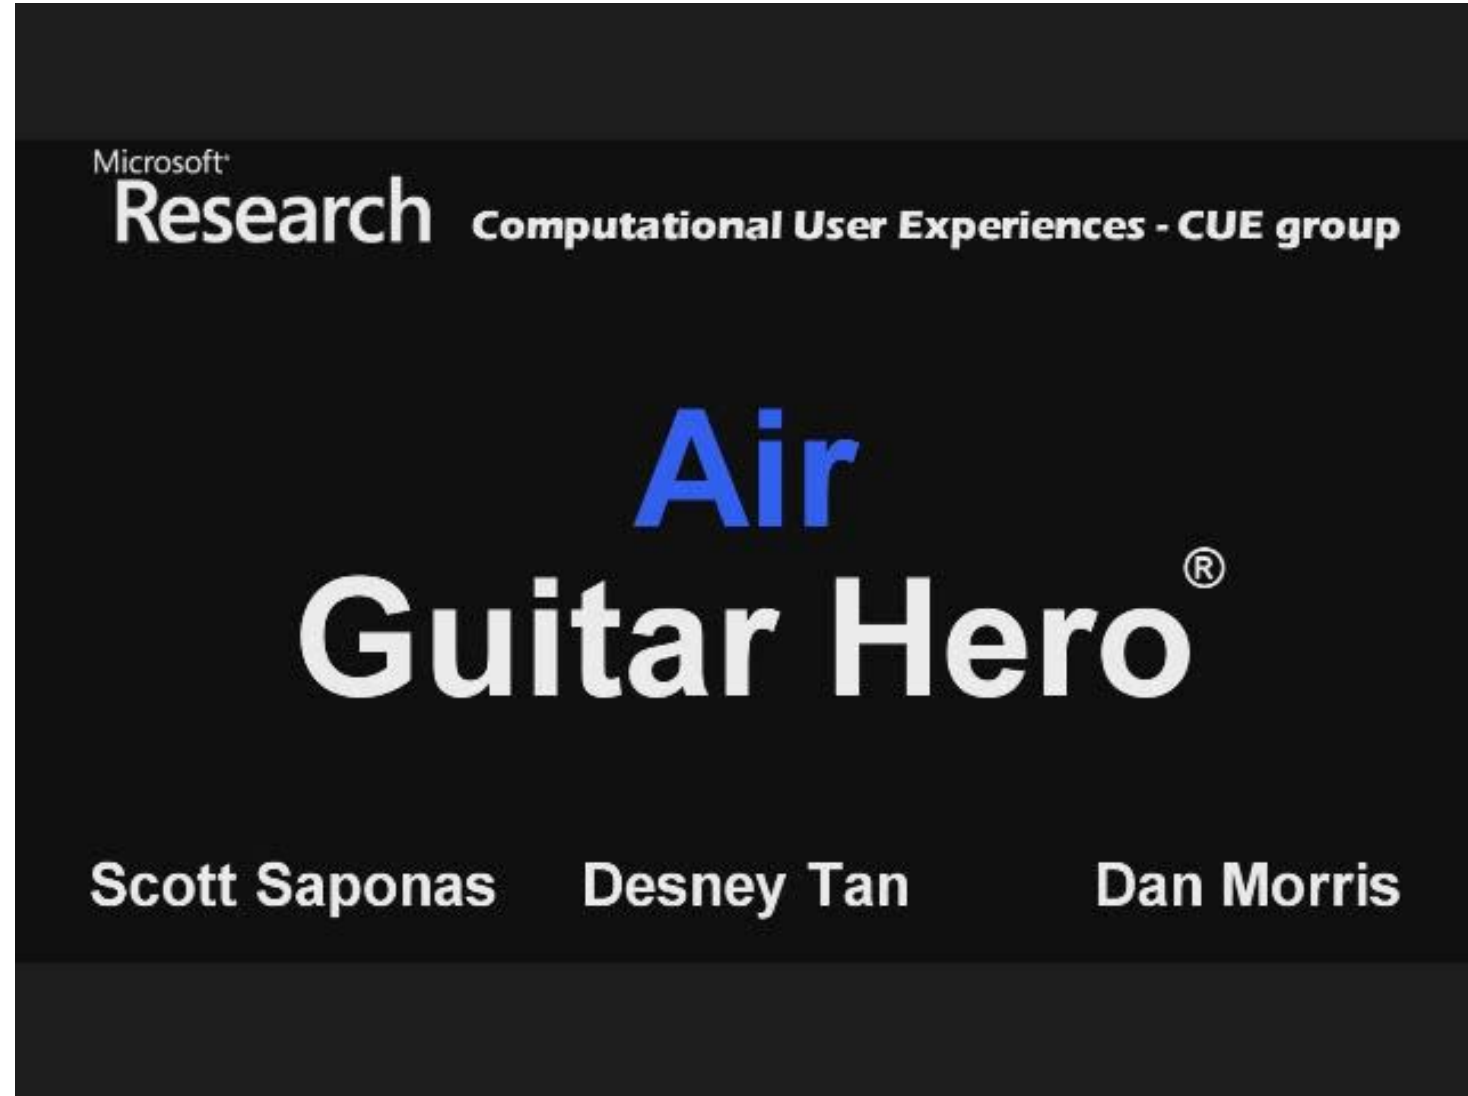 Microsoft®
Research Computational User Experiences - CUE group
Air
Guitar Hero®
Scott Saponas Desney Tan Dan Morris